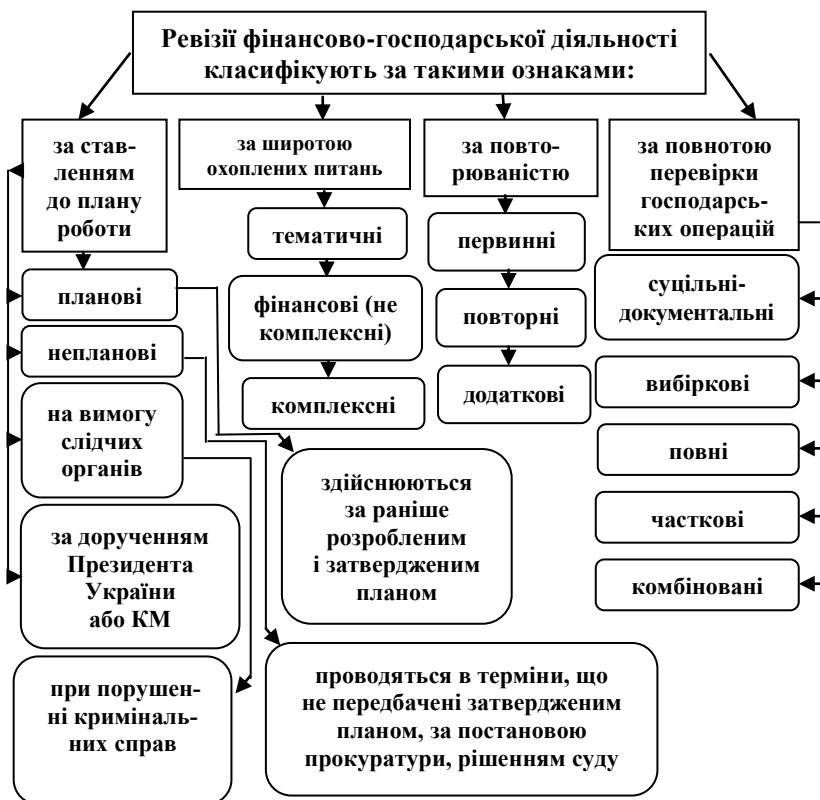 Ревізії фінансово-господарської діяльності
класифікують за такими ознаками:
за став-
ленням
до плану
роботи
за широтою
охоплених питань
за повто-
рюваністю
за повнотою
перевірки
господарсь-
ких операцій
планові
непланові
на вимогу
слідчих
органів
за дорученням
Президента
України
або КМ
при порушен-
ні криміналь-
них справ
тематичні
фінансові (не
комплексні)
комплексні
первинні
повторні
додаткові
суцільні-
документальні
вибіркові
повні
часткові
комбіновані
здійснюються
за раніше
розробленим
і затвердженим
планом
проводяться в терміни, що
не передбачені затвердженим
планом, за постановою
прокуратури, рішенням суду